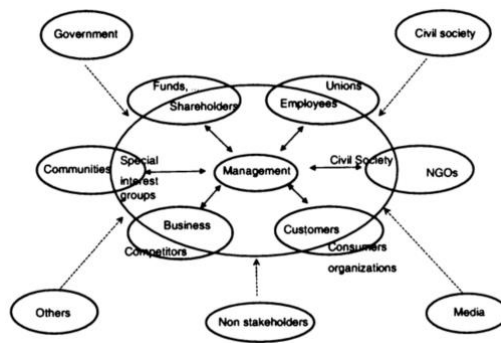 Government
Civil society
Funds, ...
Shareholders
Unions
Employees
Communities
Special
interest
groups
Management
Civil Society
NGOs
Business
Competitors
Customers
Consumers
organizations
Others
Non stakeholders
Media